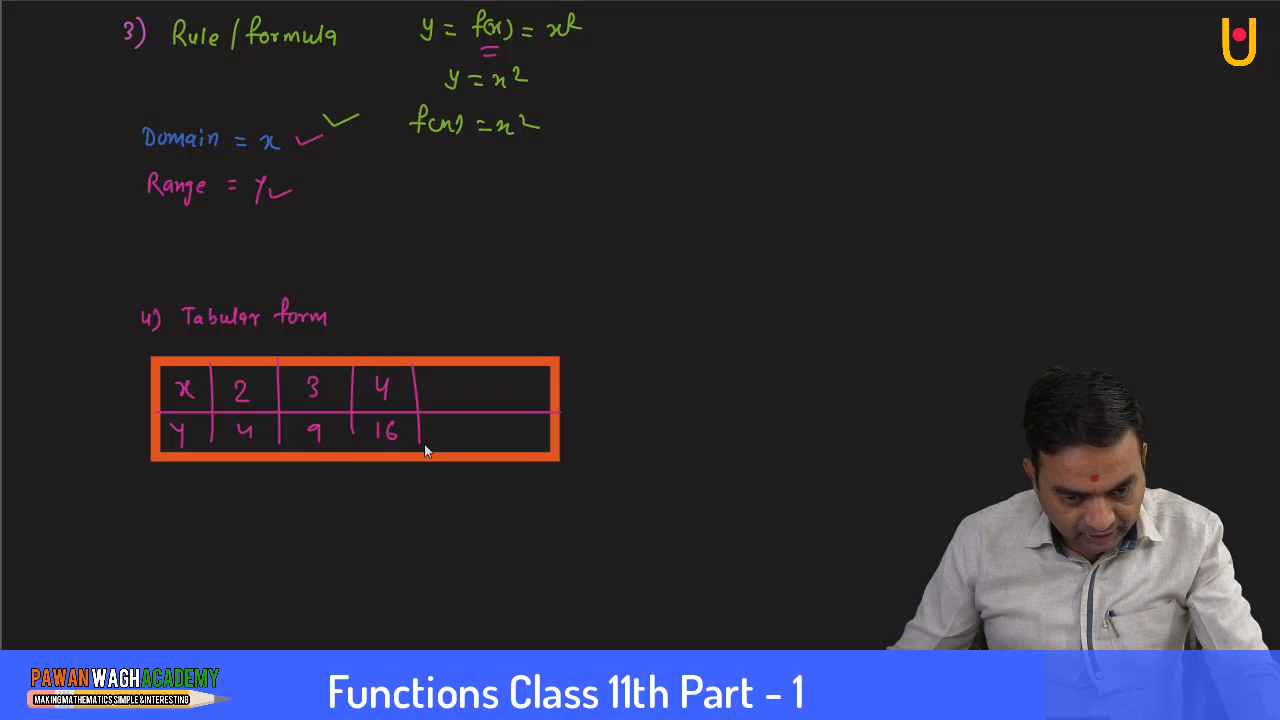 3) Rule / formula
y = f(x) = x²
y = x²
f(x) = x²
Domain = x ✓ ✓
Range = y ✓
4) Tabular form
x 2 3 4
y 4 9 16
PAWAN WAGH ACADEMY
MAKING MATHEMATICS SIMPLE & INTERESTING
Functions Class 11th Part - 1